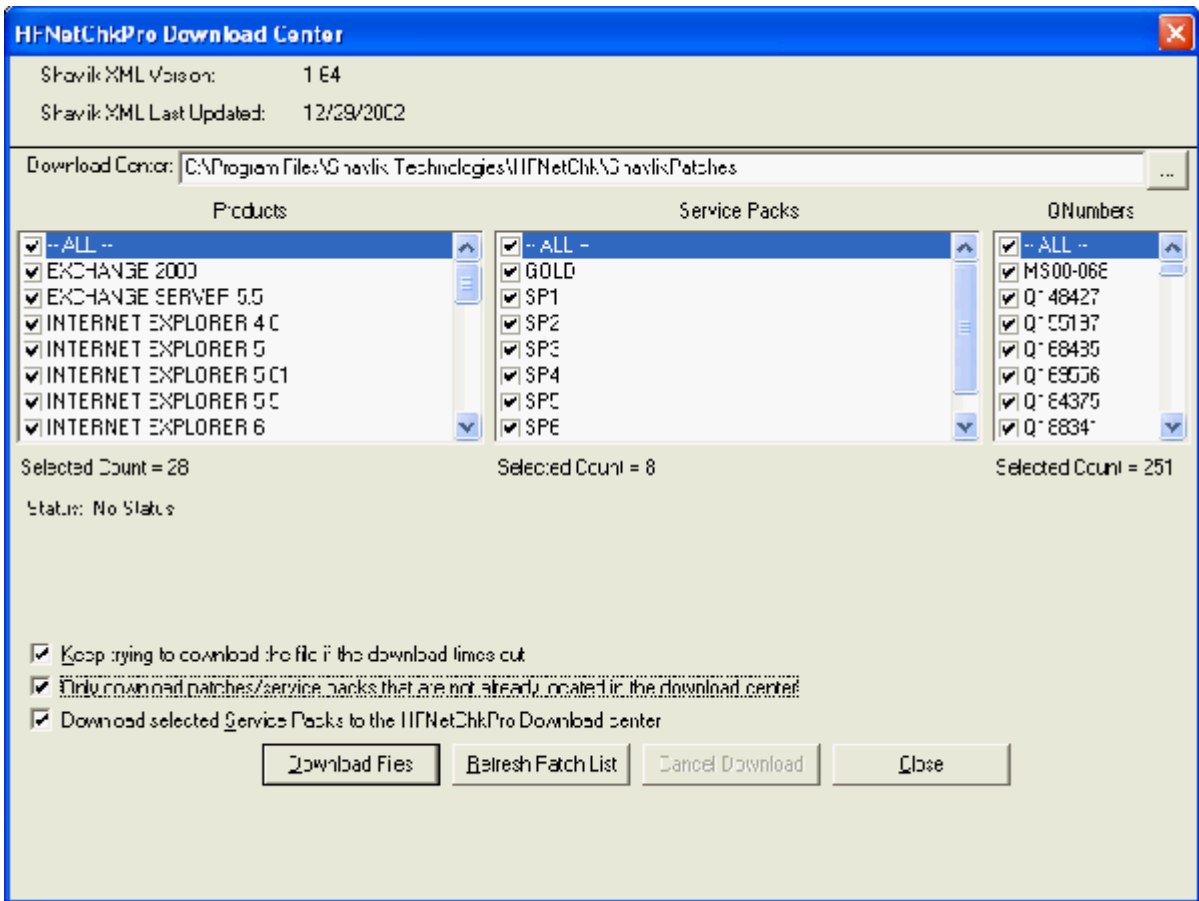 HFNetChkPro Download Center
Shavlik XML Version: 1.64
Shavlik XML Last Updated: 12/29/2002
Download Center: C:\Program Files\Shavlik Technologies\HFNetChk\ShavlikPatches ...
Products Service Packs QNumbers
-- ALL -- -- ALL -- -- ALL --
EXCHANGE 2000 GOLD MS00-068
EXCHANGE SERVER 5.5 SP1 Q148427
INTERNET EXPLORER 4.0 SP2
INTERNET EXPLORER 5 SP3
INTERNET EXPLORER 5.01 SP4
INTERNET EXPLORER 5.5 SP5 Q184375
INTERNET EXPLORER 6 SP6 Q188341
Selected Count = 28 Selected Count = 8 Selected Count = 251
Status: No Status
Keep trying to download the file if the download times out
Only download patches/service packs that are not already located in the download center
Download selected Service Packs to the HFNetChkPro Download center
Download Files Refresh Patch List Cancel Download Close